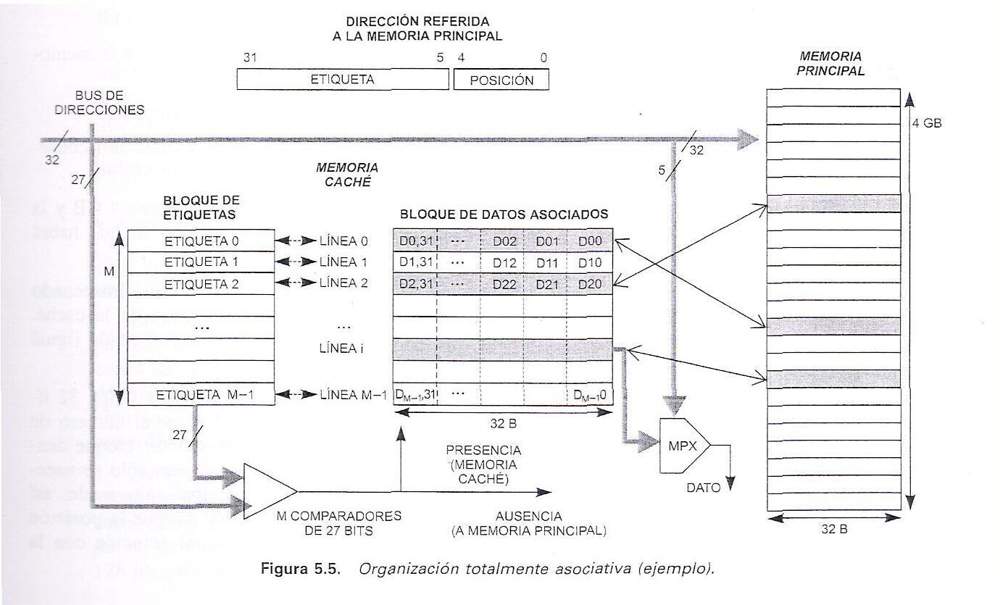 DIRECCIÓN REFERIDA
A LA MEMORIA PRINCIPAL
31 5 4 0
ETIQUETA POSICIÓN
MEMORIA
PRINCIPAL
BUS DE
DIRECCIONES
4 GB
32
32
27
5
MEMORIA
CACHÉ
BLOQUE DE
ETIQUETAS
BLOQUE DE DATOS ASOCIADOS
ETIQUETA 0 LÍNEA 0 D0,31 ... D02 D01 D00
ETIQUETA 1 LÍNEA 1 D1,31 ... D12 D11 D10
M
ETIQUETA 2 LÍNEA 2 D2,31 ... D22 D21 D20
... ...
LÍNEA i
ETIQUETA M–1 LÍNEA M–1 DM–1,31 ... DM–10
32 B
27
PRESENCIA
(MEMORIA
CACHÉ)
MPX
DATO
M COMPARADORES
DE 27 BITS
AUSENCIA
(A MEMORIA PRINCIPAL)
32 B
Figura 5.5. Organización totalmente asociativa (ejemplo).